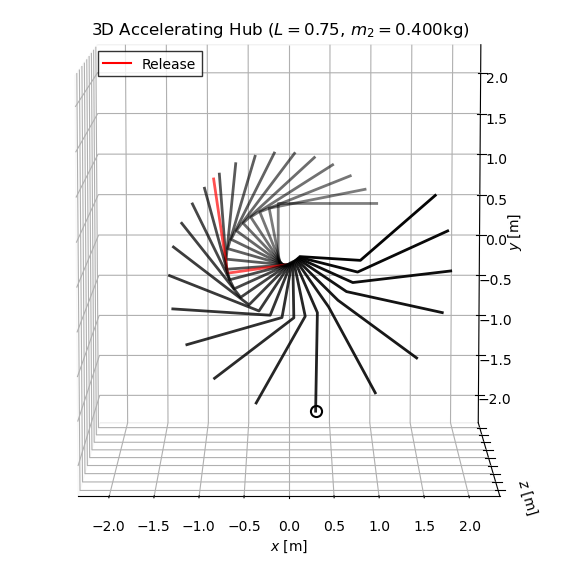 3D Accelerating Hub (L = 0.75, m₂ = 0.400kg)
Release
2.0
1.5
1.0
0.5
0.0
−0.5
−1.0
−1.5
−2.0
y [m]
z [m]
−2.0 −1.5 −1.0 −0.5 0.0 0.5 1.0 1.5 2.0
x [m]